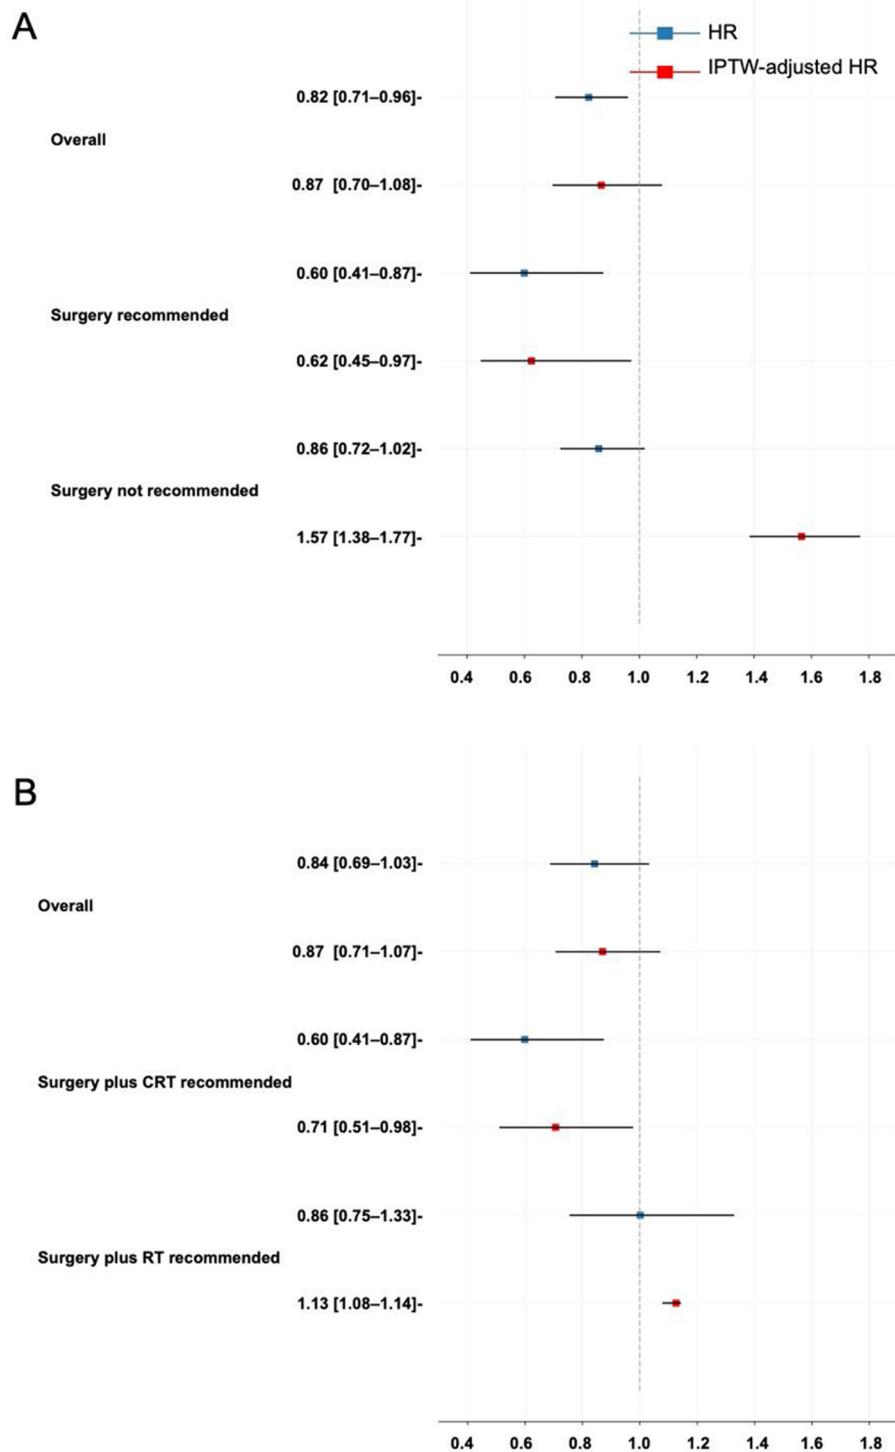 A
HR
IPTW-adjusted HR
0.82 [0.71–0.96]-
Overall
0.87 [0.70–1.08]-
0.60 [0.41–0.87]-
Surgery recommended
0.62 [0.45–0.97]-
0.86 [0.72–1.02]-
Surgery not recommended
1.57 [1.38–1.77]-
0.4 0.6 0.8 1.0 1.2 1.4 1.6 1.8
B
0.84 [0.69–1.03]-
Overall
0.87 [0.71–1.07]-
0.60 [0.41–0.87]-
Surgery plus CRT recommended
0.71 [0.51–0.98]-
0.86 [0.75–1.33]-
Surgery plus RT recommended
1.13 [1.08–1.14]-
0.4 0.6 0.8 1.0 1.2 1.4 1.6 1.8